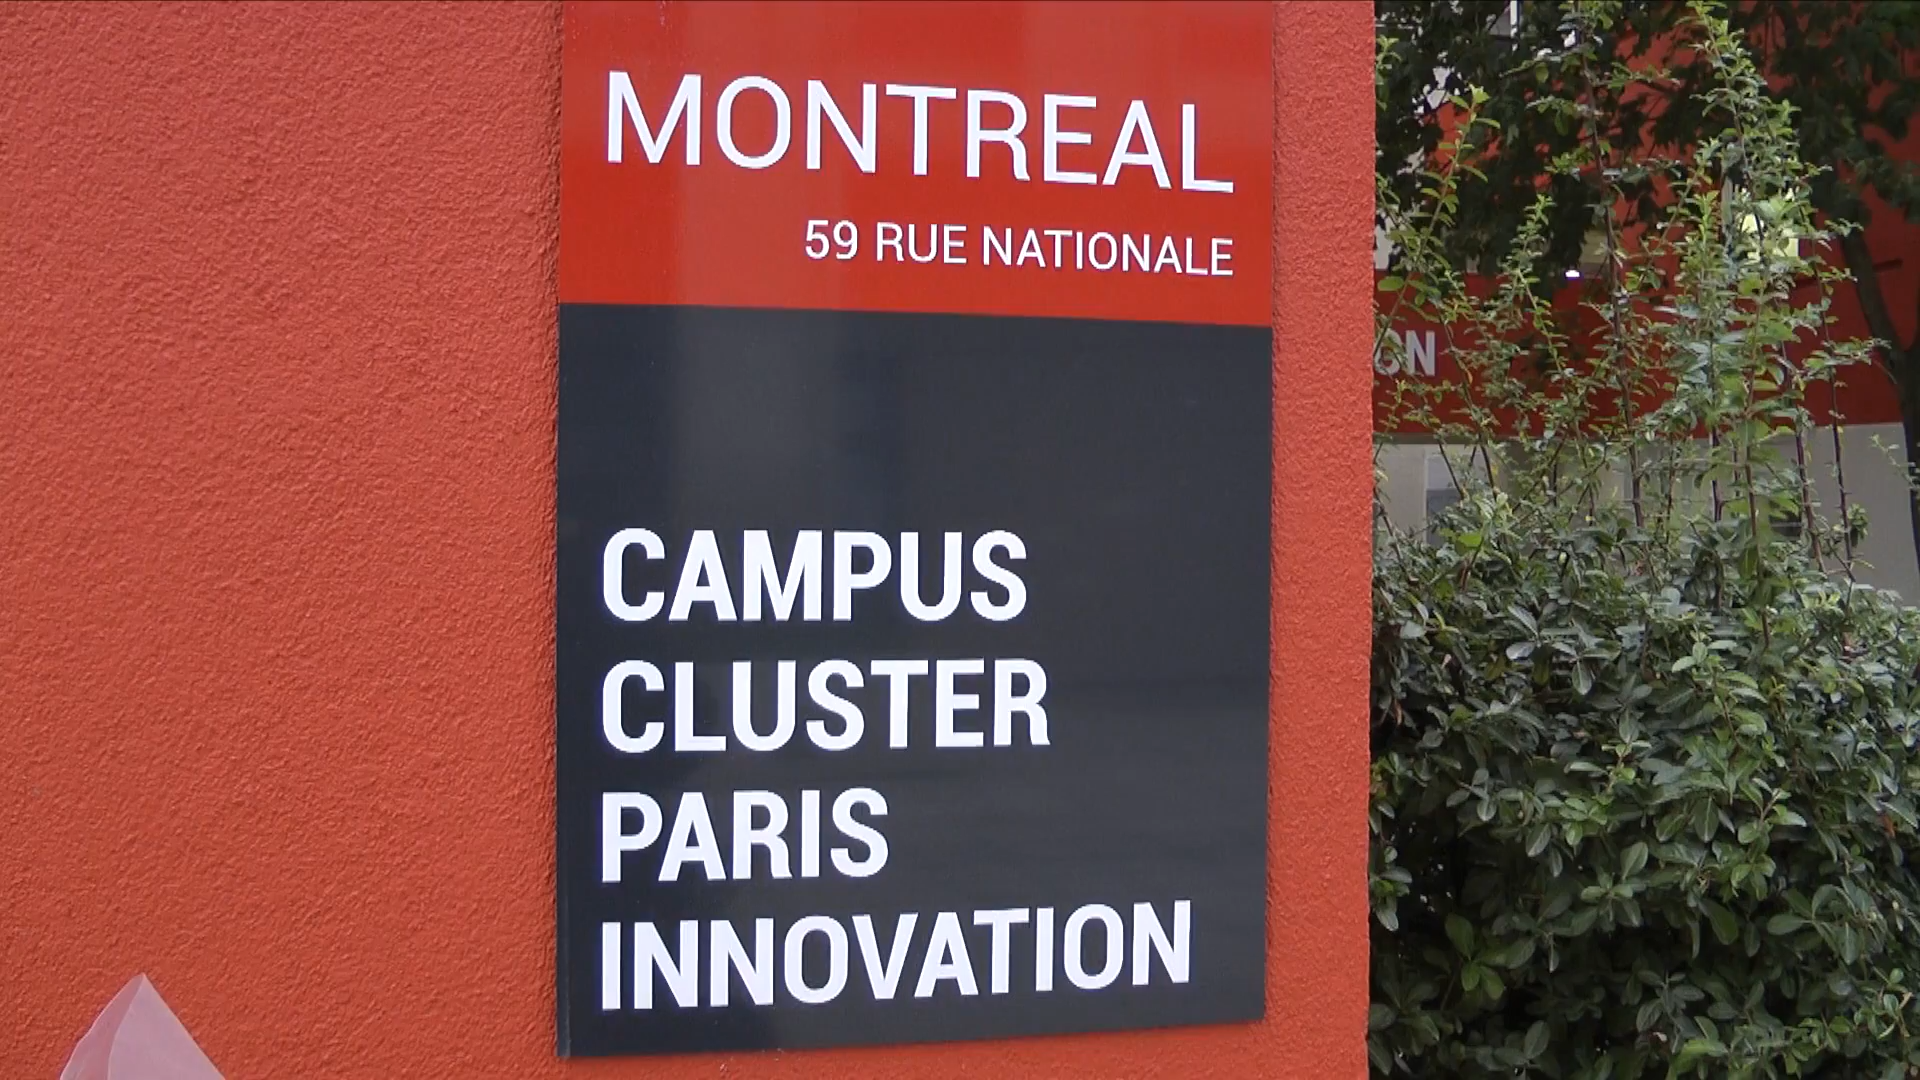 MONTREAL
59 RUE NATIONALE
CAMPUS
CLUSTER
PARIS
INNOVATION